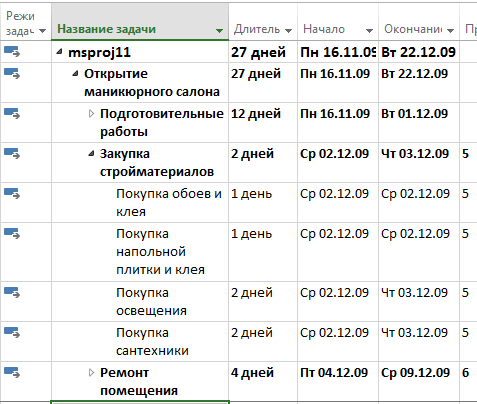 Режи Название задачи Длитель Начало Окончани Пр
задач
msproj11 27 дней Пн 16.11.09 Вт 22.12.09
Открытие 27 дней Пн 16.11.09 Вт 22.12.09
маникюрного салона
Подготовительные 12 дней Пн 16.11.09 Вт 01.12.09
работы
Закупка 2 дней Ср 02.12.09 Чт 03.12.09 5
стройматериалов
Покупка обоев и 1 день Ср 02.12.09 Ср 02.12.09 5
клея
Покупка 1 день Ср 02.12.09 Ср 02.12.09 5
напольной
плитки и клея
Покупка 2 дней Ср 02.12.09 Чт 03.12.09 5
освещения
Покупка 2 дней Ср 02.12.09 Чт 03.12.09 5
сантехники
Ремонт 4 дней Пт 04.12.09 Ср 09.12.09 6
помещения